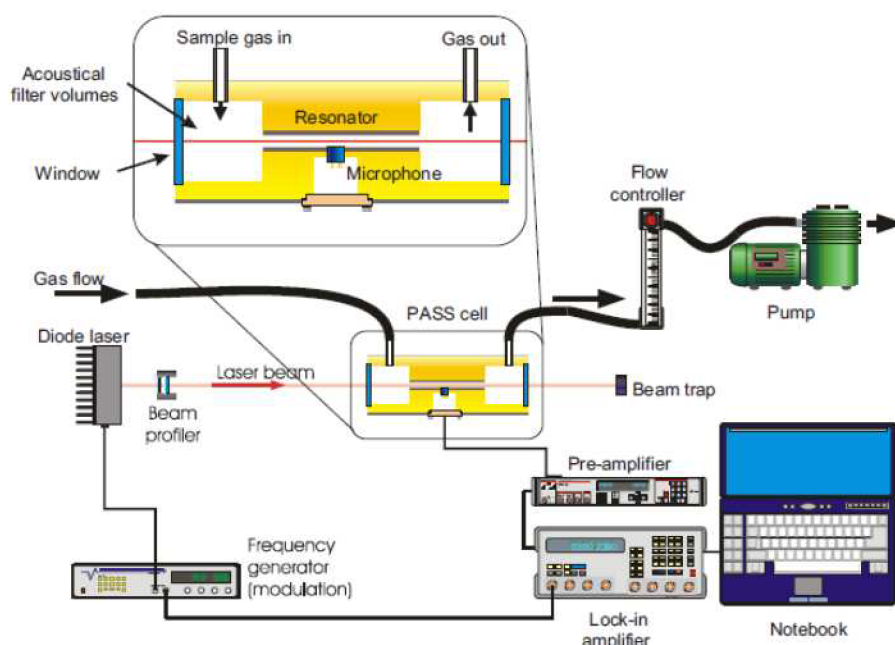 Sample gas in
Gas out
Acoustical
filter volumes
Resonator
Window
Microphone
Flow
controller
Gas flow
PASS cell
Pump
Diode laser
Laser beam
Beam trap
Beam
profiler
Pre-amplifier
Frequency
generator
(modulation)
Lock-in
amplifier
Notebook